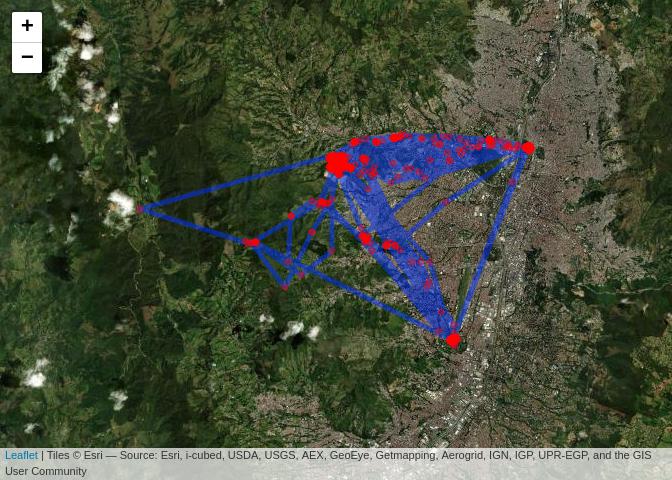 +
−
Leaflet | Tiles © Esri — Source: Esri, i-cubed, USDA, USGS, AEX, GeoEye, Getmapping, Aerogrid, IGN, IGP, UPR-EGP, and the GIS
User Community